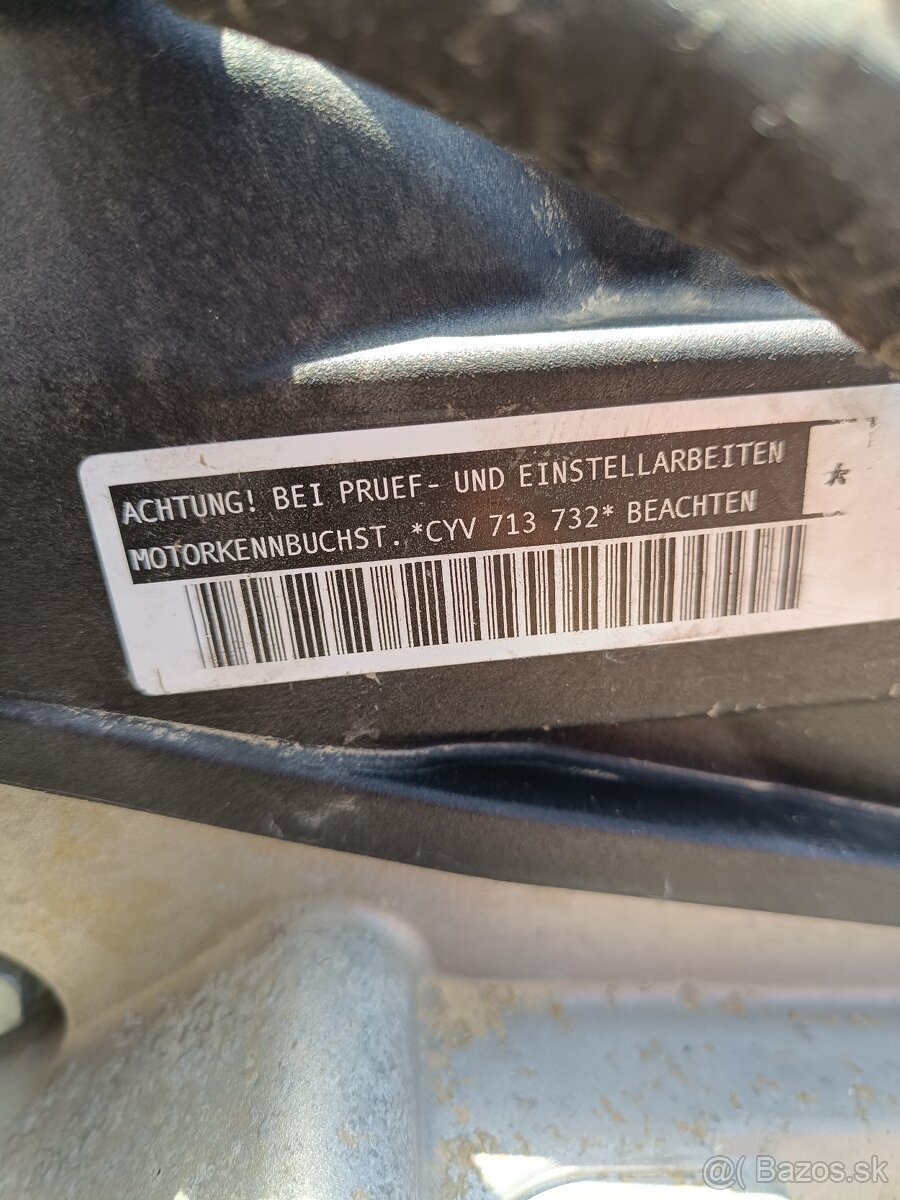 ACHTUNG! BEI PRUEF- UND EINSTELLARBEITEN
MOTORKENNBUCHST. *CYV 713 732* BEACHTEN
*
@( Bazos.sk